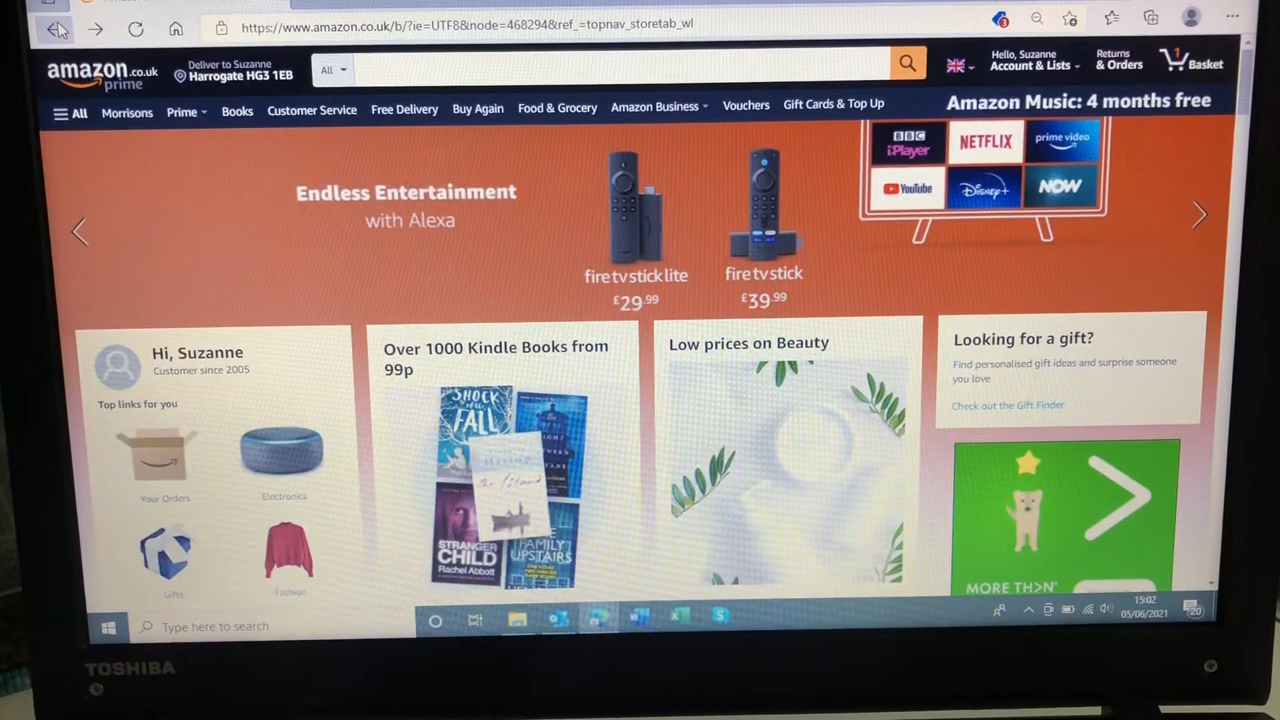 https://www.amazon.co.uk/b/?ie=UTF8&node=468294&ref_=topnav_storetab_wl
3
amazon.co.uk
prime
Deliver to Suzanne
Harrogate HG3 1EB
All
Hello, Suzanne
Account & Lists
Returns
& Orders
1
Basket
All
Morrisons
Prime
Books
Customer Service
Free Delivery
Buy Again
Food & Grocery
Amazon Business
Vouchers
Gift Cards & Top Up
Amazon Music: 4 months free
Endless Entertainment
with Alexa
fire tv stick lite
£29.99
fire tv stick
£39.99
BBC
iPlayer
NETFLIX
prime video
YouTube
Disney+
NOW
Hi, Suzanne
Customer since 2005
Top links for you
Your Orders
Electronics
Gifts
Fashion
Over 1000 Kindle Books from
99p
SHOCK
FALL
STRANGER
CHILD
Rachel Abbott
FAMILY
UPSTAIRS
Low prices on Beauty
Looking for a gift?
Find personalised gift ideas and surprise someone
you love
Check out the Gift Finder
MORE TH>N
Type here to search
15:02
05/06/2021
20
TOSHIBA